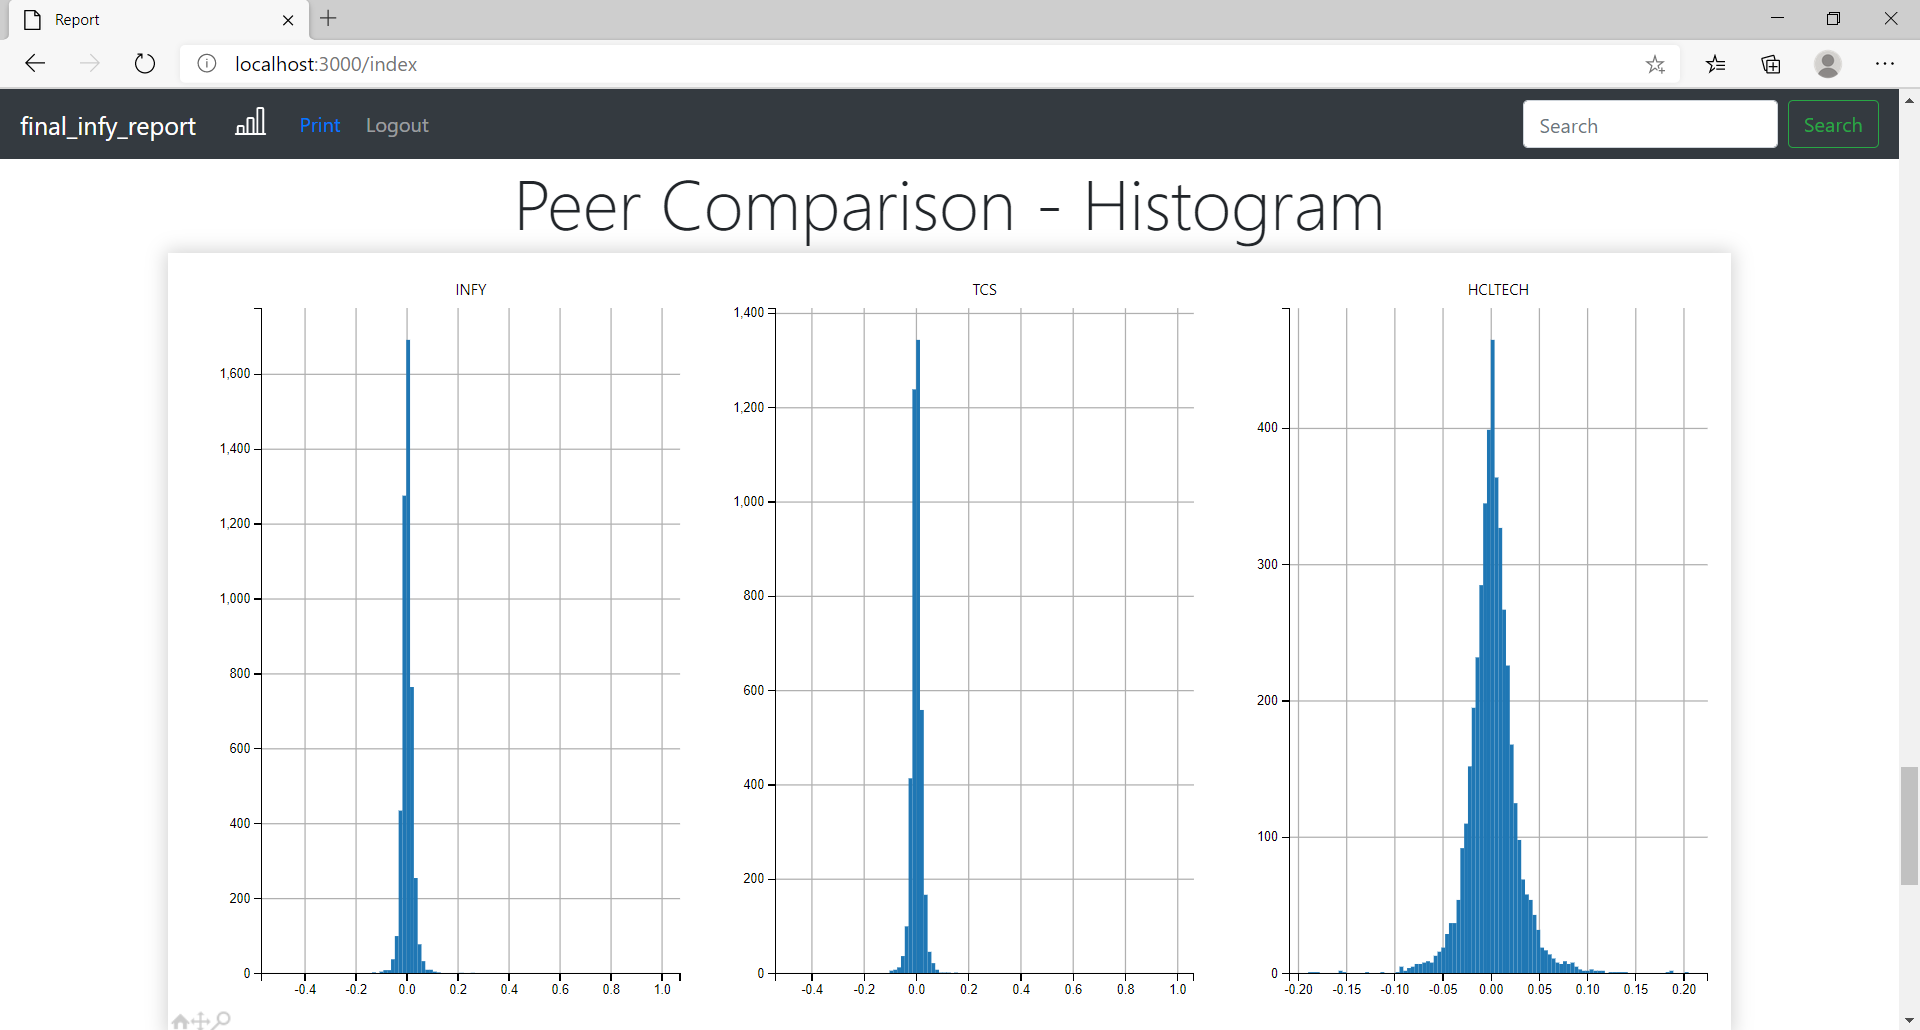 Report
localhost:3000/index
final_infy_report Print Logout Search Search
Peer Comparison - Histogram
INFY
1,600
1,400
1,200
1,000
800
600
400
200
0
-0.4 -0.2 0.0 0.2 0.4 0.6 0.8 1.0
TCS
1,400
1,200
1,000
800
600
400
200
0
-0.4 -0.2 0.0 0.2 0.4 0.6 0.8 1.0
HCLTECH
400
300
200
100
0
-0.20 -0.15 -0.10 -0.05 0.00 0.05 0.10 0.15 0.20